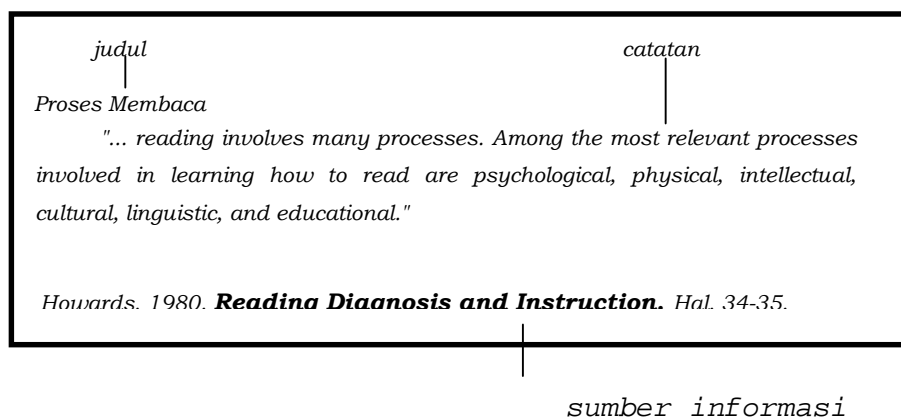 judul catatan
Proses Membaca
"... reading involves many processes. Among the most relevant processes
involved in learning how to read are psychological, physical, intellectual,
cultural, linguistic, and educational."
Howards. 1980. Reading Diagnosis and Instruction. Hal. 34-35.
sumber informasi